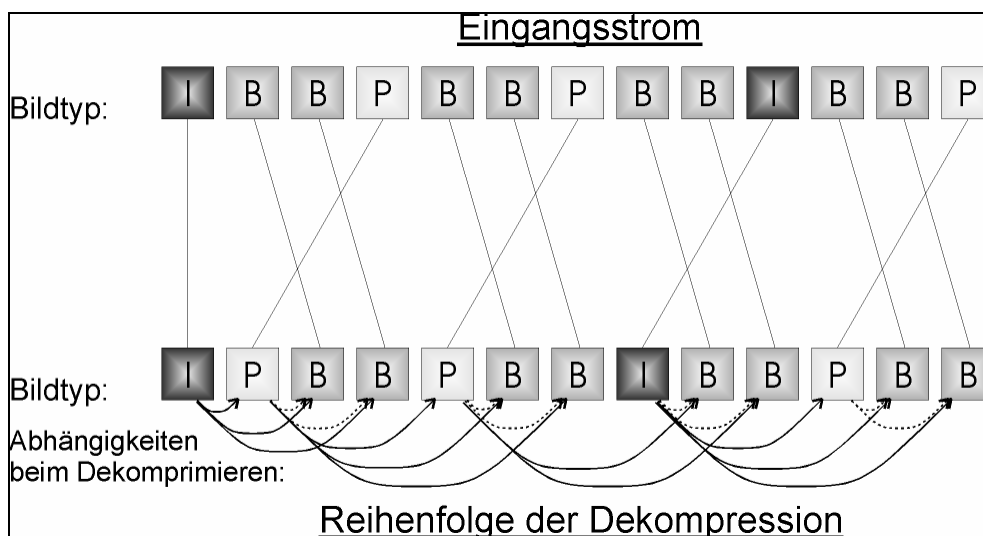 Eingangsstrom
Bildtyp: I B B P B B P B B I B B P
Bildtyp: I P B B P B B I B B P B B
Abhängigkeiten
beim Dekomprimieren:
Reihenfolge der Dekompression